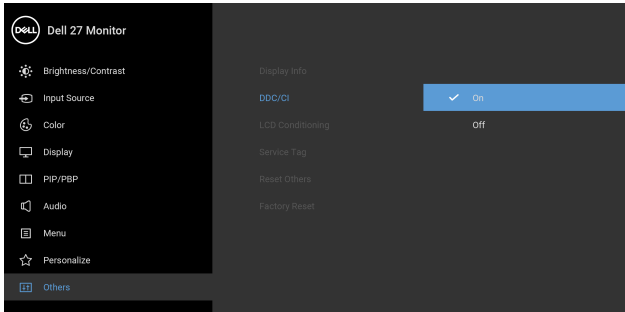 DELL Dell 27 Monitor
Brightness/Contrast
Input Source
Color
Display
PIP/PBP
Audio
Menu
Personalize
Others
Display Info
DDC/CI
LCD Conditioning
Service Tag
Reset Others
Factory Reset
On
Off